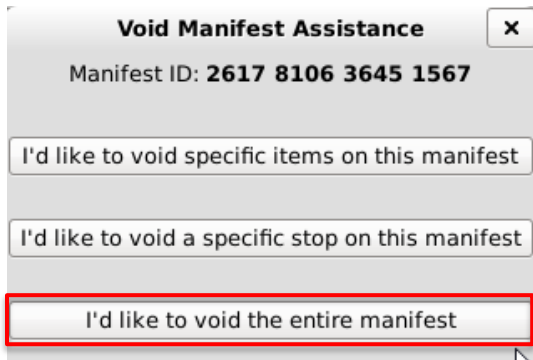 Void Manifest Assistance
Manifest ID: 2617 8106 3645 1567
I'd like to void specific items on this manifest
I'd like to void a specific stop on this manifest
I'd like to void the entire manifest